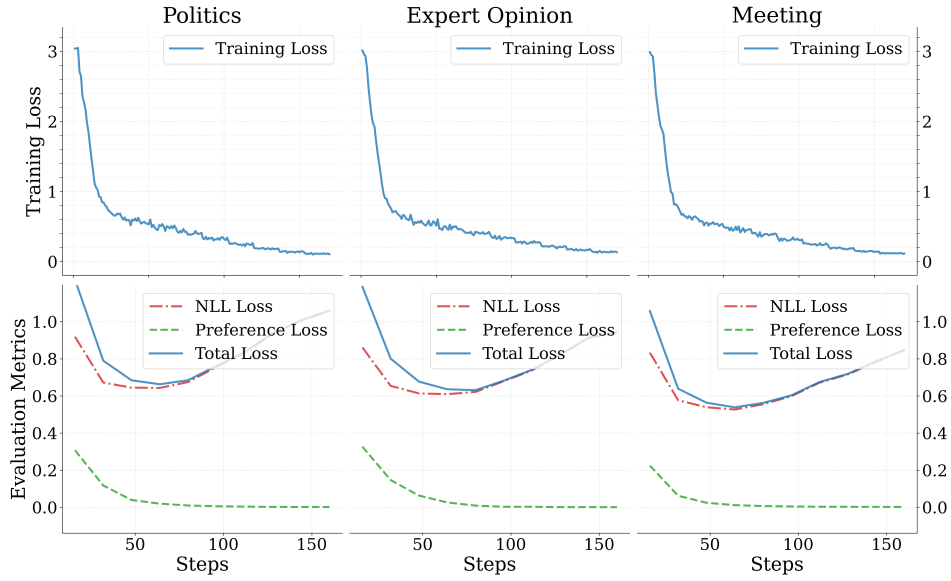 Politics
Expert Opinion
Meeting
Training Loss
3
2
1
0
Training Loss
Training Loss
Training Loss
3
2
1
0
Evaluation Metrics
1.0
0.8
0.6
0.4
0.2
0.0
NLL Loss
Preference Loss
Total Loss
NLL Loss
Preference Loss
Total Loss
NLL Loss
Preference Loss
Total Loss
1.0
0.8
0.6
0.4
0.2
0.0
50 100 150
50 100 150
50 100 150
Steps
Steps
Steps